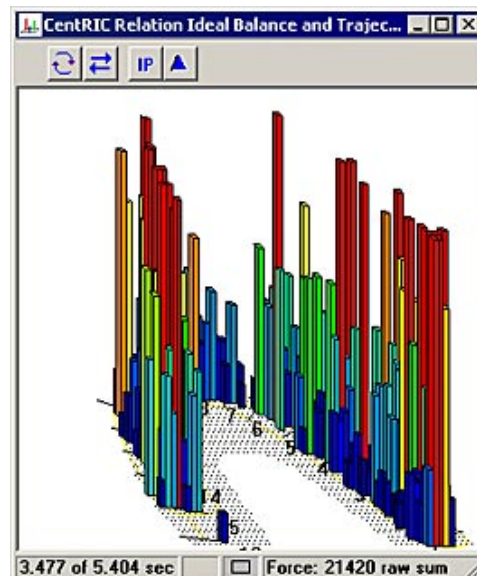 CentRIC Relation Ideal Balance and Trajec...
IP
7
6
5
4
14
5
3.477 of 5.404 sec
Force: 21420 raw sum